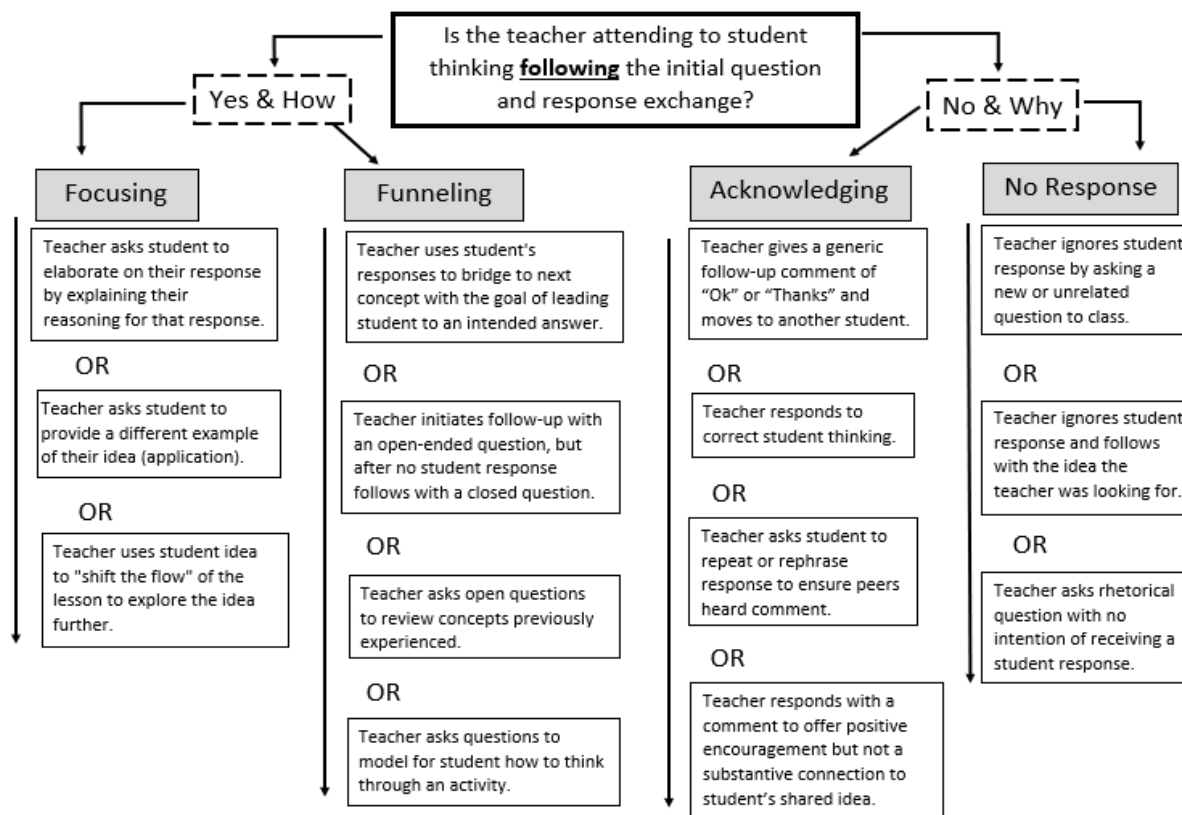 Is the teacher attending to student
thinking following the initial question
and response exchange?
Yes & How
No & Why
Focusing
Teacher asks student to
elaborate on their response
by explaining their
reasoning for that response.
OR
Teacher asks student to
provide a different example
of their idea (application).
OR
Teacher uses student idea
to "shift the flow" of the
lesson to explore the idea
further.
Funneling
Teacher uses student's
responses to bridge to next
concept with the goal of leading
student to an intended answer.
OR
Teacher initiates follow-up with
an open-ended question, but
after no student response
follows with a closed question.
OR
Teacher asks open questions
to review concepts previously
experienced.
OR
Teacher asks questions to
model for student how to think
through an activity.
Acknowledging
Teacher gives a generic
follow-up comment of
“Ok” or “Thanks” and
moves to another student.
OR
Teacher responds to
correct student thinking.
OR
Teacher asks student to
repeat or rephrase
response to ensure peers
heard comment.
OR
Teacher responds with a
comment to offer positive
encouragement but not a
substantive connection to
student’s shared idea.
No Response
Teacher ignores student
response by asking a
new or unrelated
question to class.
OR
Teacher ignores student
response and follows
with the idea the
teacher was looking for.
OR
Teacher asks rhetorical
question with no
intention of receiving a
student response.